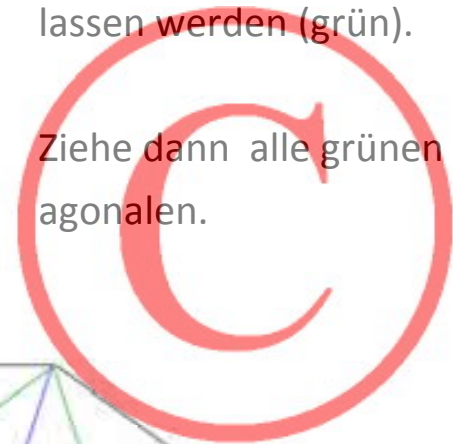 lassen werden (grün).
Ziehe dann alle grünen
agonalen.
©